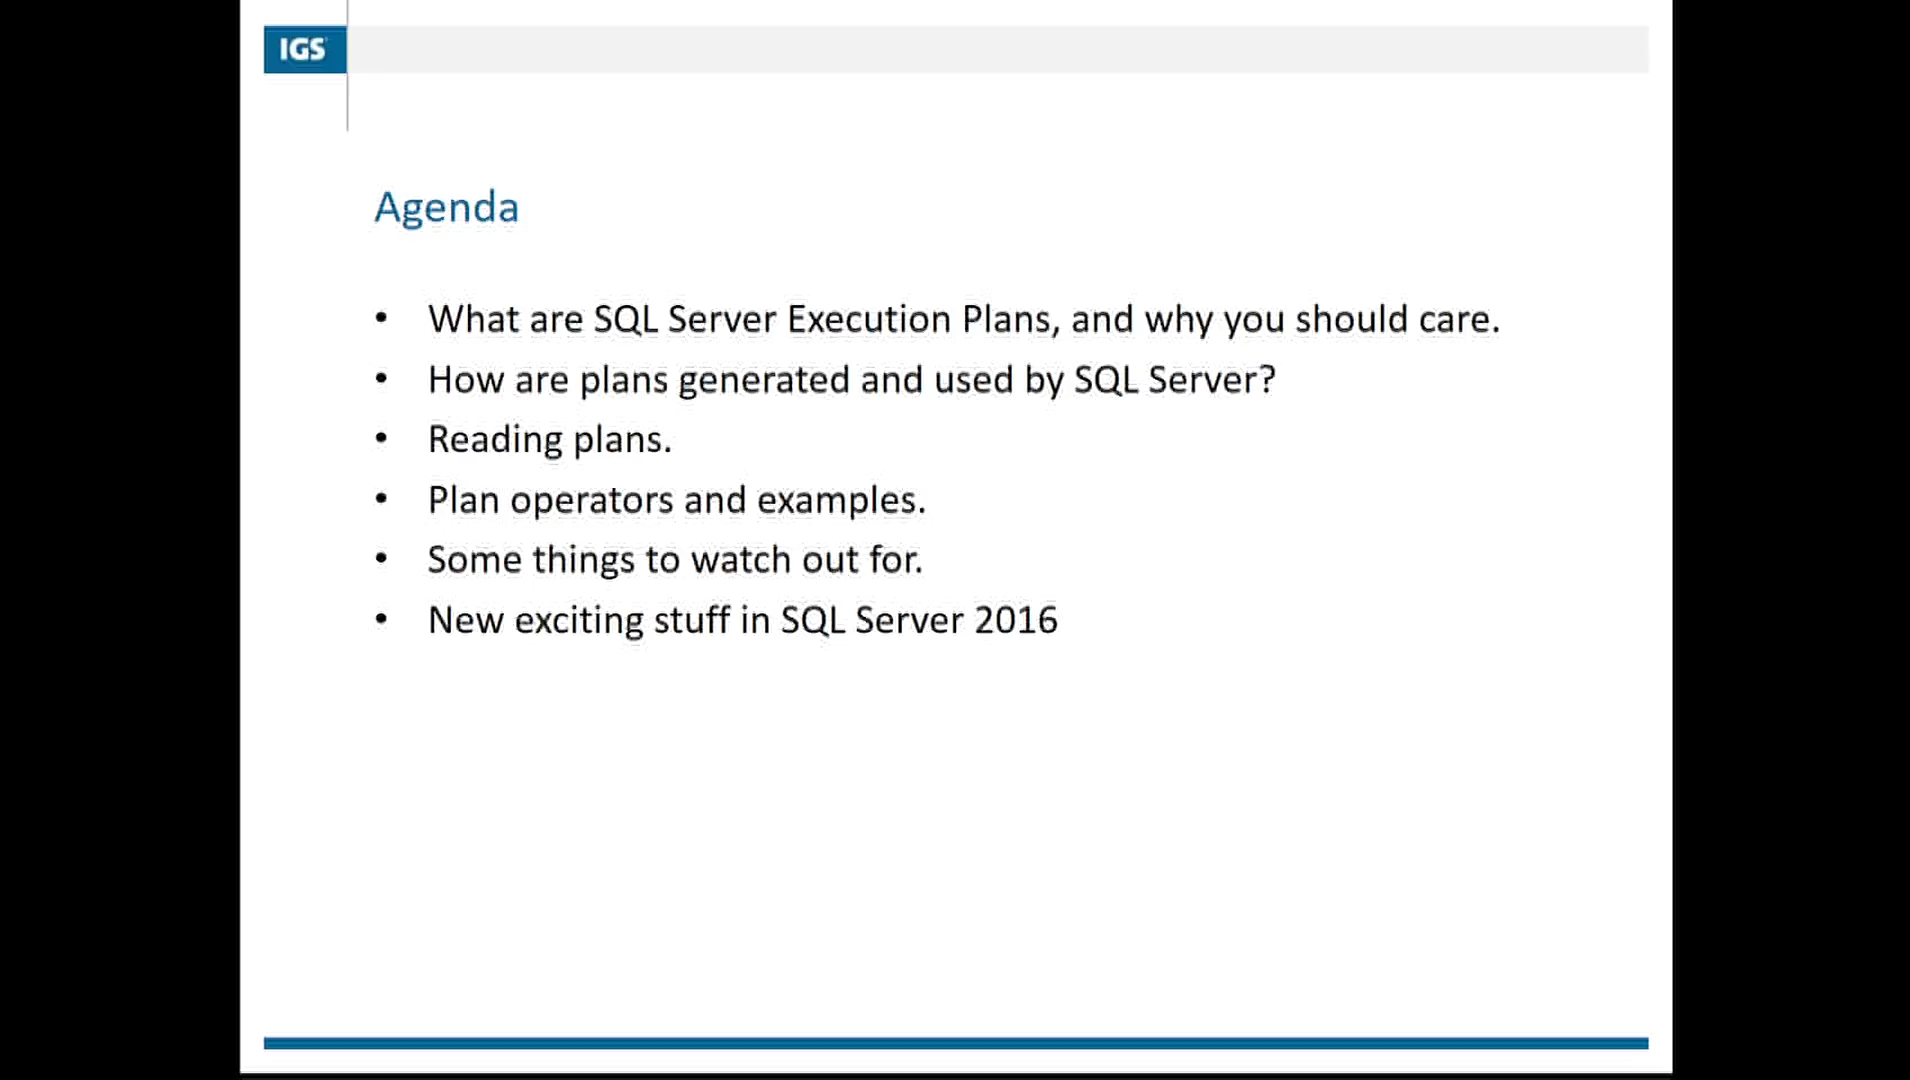 IGS
Agenda
• What are SQL Server Execution Plans, and why you should care.
• How are plans generated and used by SQL Server?
• Reading plans.
• Plan operators and examples.
• Some things to watch out for.
• New exciting stuff in SQL Server 2016